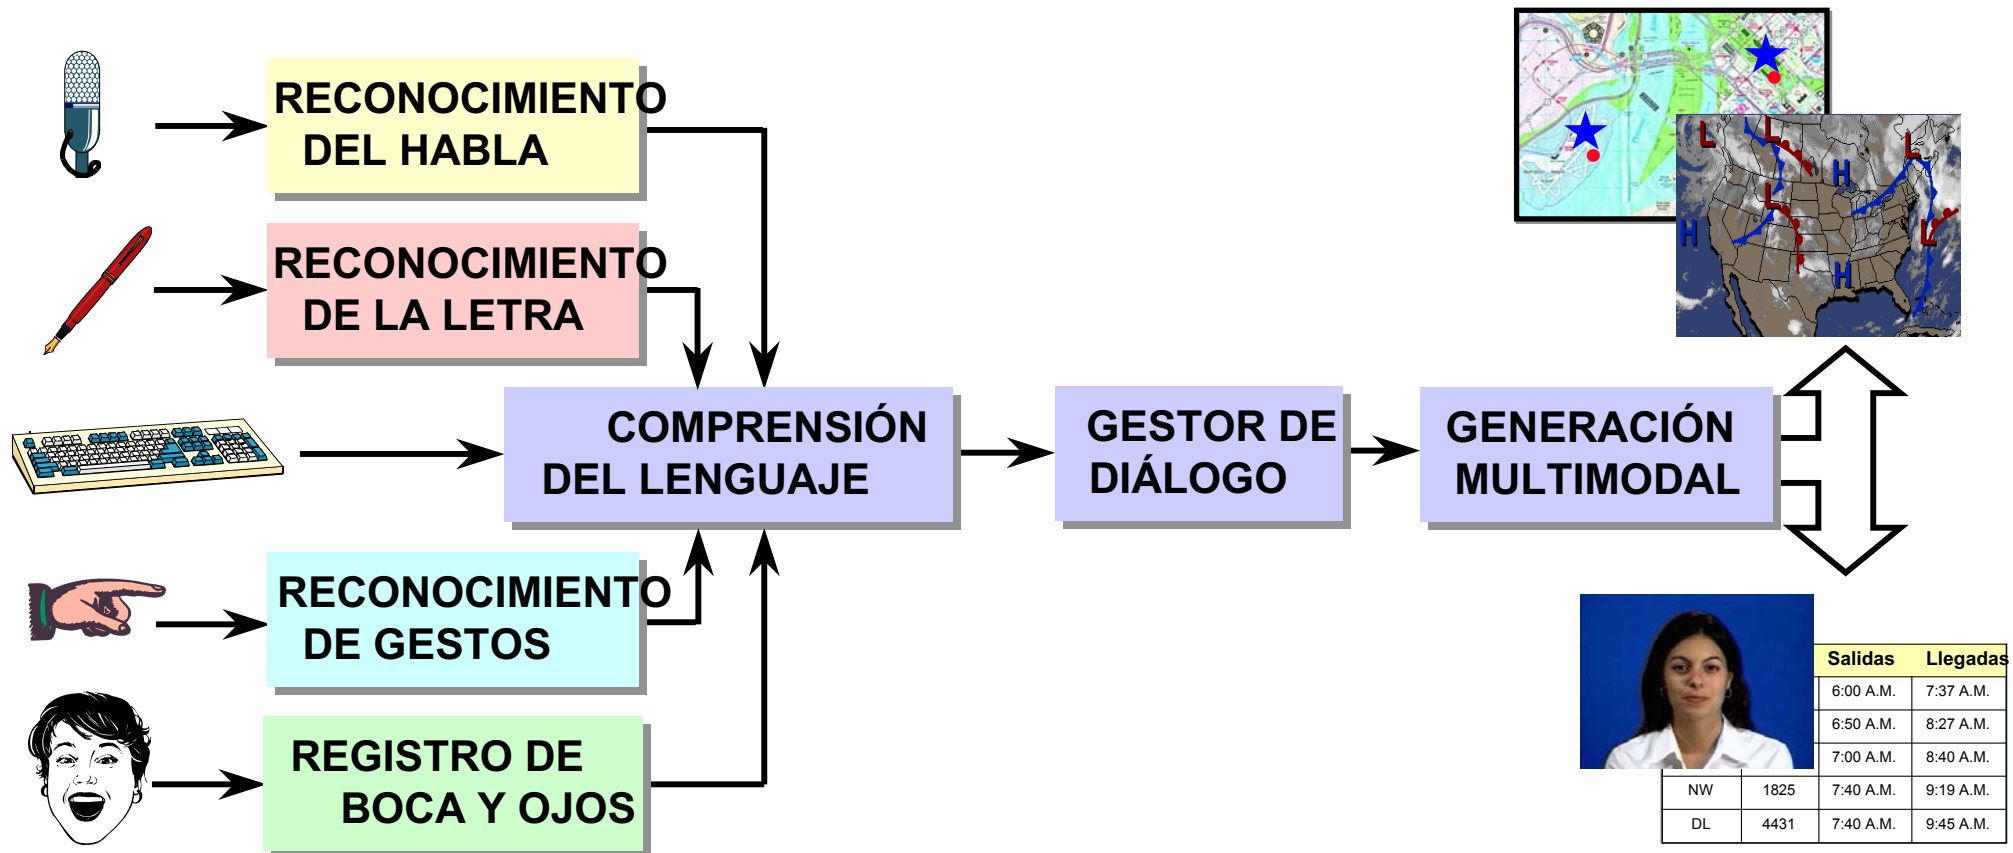 RECONOCIMIENTO
DEL HABLA
RECONOCIMIENTO
DE LA LETRA
COMPRENSIÓN
DEL LENGUAJE
GESTOR DE
DIÁLOGO
GENERACIÓN
MULTIMODAL
RECONOCIMIENTO
DE GESTOS
REGISTRO DE
BOCA Y OJOS
L
L
L
H
L
H
L
H
Salidas Llegadas
6:00 A.M. 7:37 A.M.
6:50 A.M. 8:27 A.M.
7:00 A.M. 8:40 A.M.
NW 1825 7:40 A.M. 9:19 A.M.
DL 4431 7:40 A.M. 9:45 A.M.